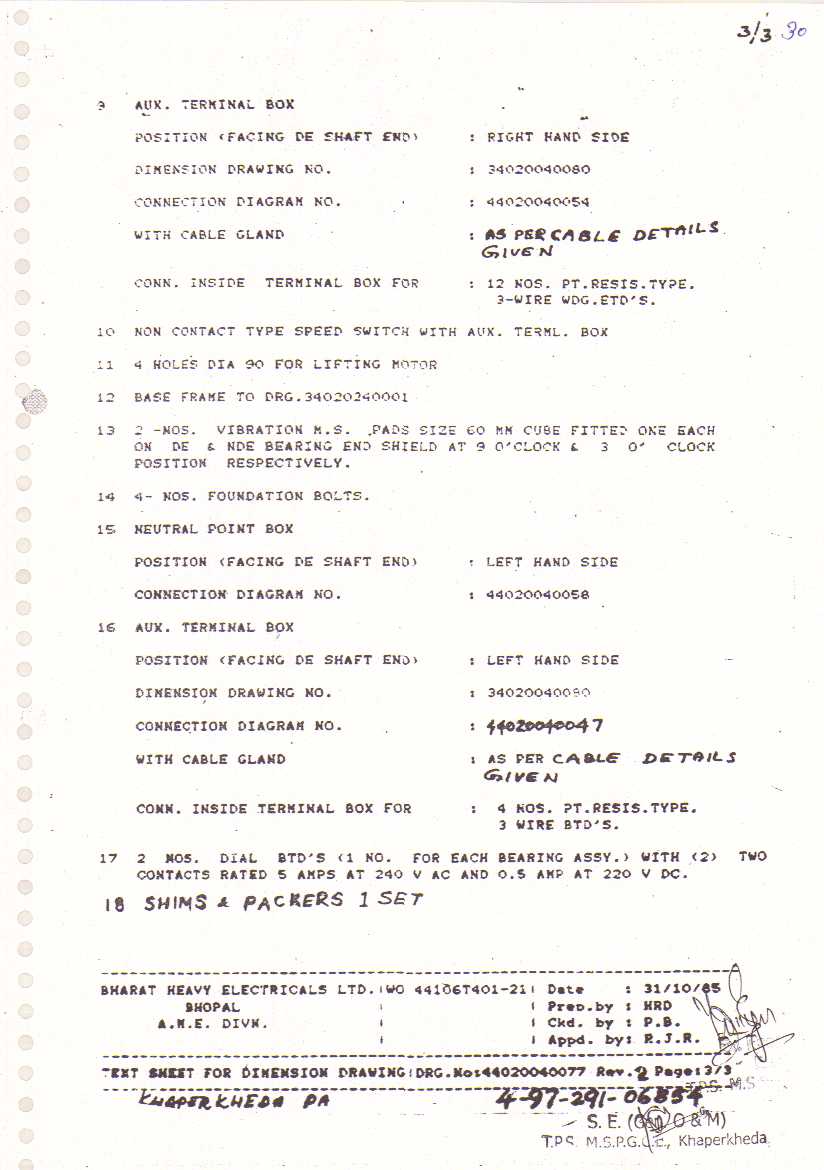 3/3 30
9 AUX. TERMINAL BOX
POSITION (FACING DE SHAFT END) : RIGHT HAND SIDE
DIMENSION DRAWING NO. : 34020040080
CONNECTION DIAGRAM NO. : 44020040054
WITH CABLE GLAND : AS PER CABLE DETAILS
GIVEN
CONN. INSIDE TERMINAL BOX FOR : 12 NOS. PT.RESIS.TYPE.
3-WIRE WDG.ETD'S.
10 NON CONTACT TYPE SPEED SWITCH WITH AUX. TERML. BOX
11 4 HOLES DIA 90 FOR LIFTING MOTOR
12 BASE FRAME TO DRG.34020240001
13 2 -NOS. VIBRATION M.S. PADS SIZE 60 MM CUBE FITTED ONE EACH
ON DE & NDE BEARING END SHIELD AT 9 O'CLOCK & 3 O' CLOCK
POSITION RESPECTIVELY.
14 4- NOS. FOUNDATION BOLTS.
15 NEUTRAL POINT BOX
POSITION (FACING DE SHAFT END) : LEFT HAND SIDE
CONNECTION DIAGRAM NO. : 44020040058
16 AUX. TERMINAL BOX
POSITION (FACING DE SHAFT END) : LEFT HAND SIDE
DIMENSION DRAWING NO. : 34020040080
CONNECTION DIAGRAM NO. : 44020040047
WITH CABLE GLAND : AS PER CABLE DETAILS
GIVEN
CONN. INSIDE TERMINAL BOX FOR : 4 NOS. PT.RESIS.TYPE.
3 WIRE BTD'S.
17 2 NOS. DIAL BTD'S (1 NO. FOR EACH BEARING ASSY.) WITH (2) TWO
CONTACTS RATED 5 AMPS AT 240 V AC AND 0.5 AMP AT 220 V DC.
18 SHIMS & PACKERS 1 SET
BHARAT HEAVY ELECTRICALS LTD. WO 44106T401-21 Date : 31/10/85
BHOPAL Prep.by : HRD
A.M.E. DIVN. Ckd. by : P.B.
Appd. by: R.J.R.
TEXT SHEET FOR DIMENSION DRAWING DRG.No:44020040077 Rev.2 Page:3/3
T.P.S. M.S
KHAPERKHEDA PA 4-97-291-06854
S. E. ( O & M)
T.P.S. M.S.P.G.C.L., Khaperkheda